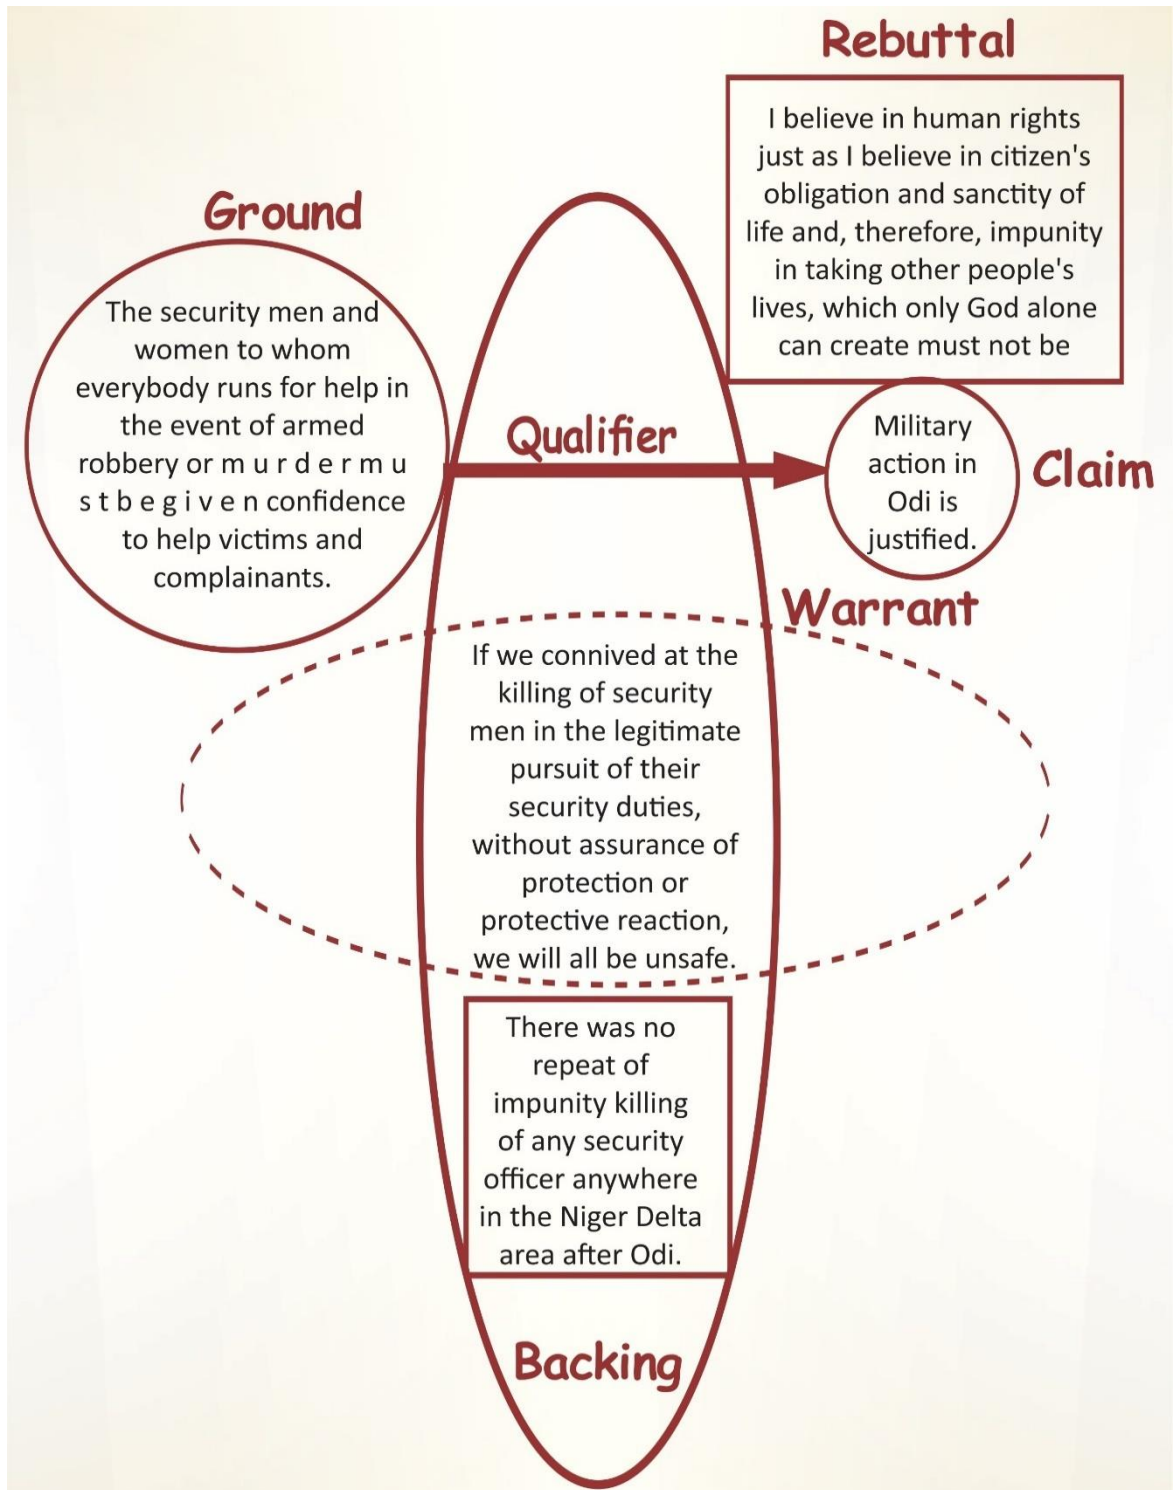 Rebuttal
I believe in human rights
just as I believe in citizen's
obligation and sanctity of
life and, therefore, impunity
in taking other people's
lives, which only God alone
can create must not be
Ground
The security men and
women to whom
everybody runs for help in
the event of armed
robbery or m u r d e r m u
s t b e g i v e n confidence
to help victims and
complainants.
Qualifier
Military
action in
Odi is
justified.
Claim
Warrant
If we connived at the
killing of security
men in the legitimate
pursuit of their
security duties,
without assurance of
protection or
protective reaction,
we will all be unsafe.
There was no
repeat of
impunity killing
of any security
officer anywhere
in the Niger Delta
area after Odi.
Backing